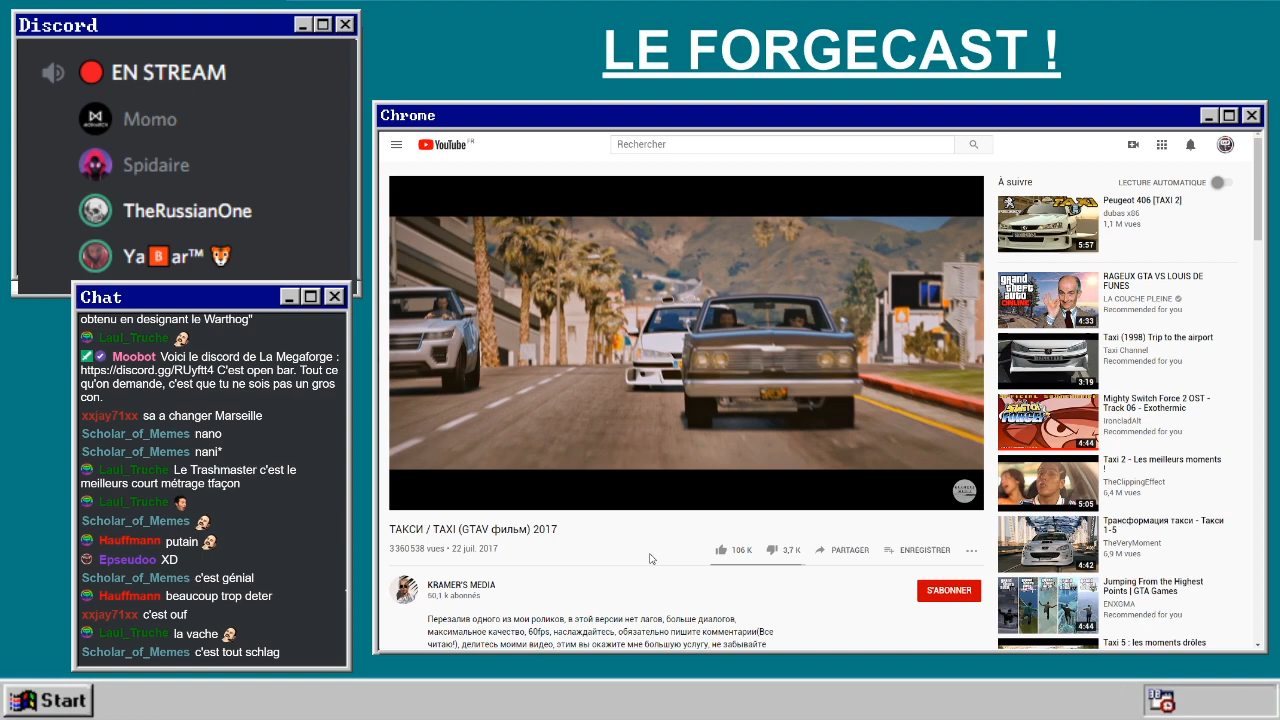 Discord
EN STREAM
Momo
Spidaire
TheRussianOne
Ya🅱ar™ 🐯
Chat
obtenu en designant le Warthog"
Laul_Truche
Moobot Voici le discord de La Megaforge :
https://discord.gg/RUyftt4 C'est open bar. Tout ce
qu'on demande, c'est que tu ne sois pas un gros
con.
xxjay71xx sa a changer Marseille
Scholar_of_Memes nano
Scholar_of_Memes nani*
Laul_Truche Le Trashmaster c'est le
meilleurs court métrage tfaçon
Laul_Truche
Scholar_of_Memes
Hauffmann putain
Epseudoo XD
Scholar_of_Memes c'est génial
Hauffmann beaucoup trop deter
xxjay71xx c'est ouf
Laul_Truche la vache
Scholar_of_Memes c'est tout schlag
LE FORGECAST !
Chrome
YouTube FR
Rechercher
ТАКСИ / TAXI (GTAV фильм) 2017
3 360 538 vues • 22 juil. 2017
106 K
3,7 K
PARTAGER
ENREGISTRER
KRAMER'S MEDIA
50,1 k abonnés
S'ABONNER
Перезалив одного из мои роликов, в этой версии нет лагов, больше диалогов,
максимальное качество, 60fps, наслаждайтесь, обязательно пишите комментарии(Все
читаю!), делитесь моими видео, этим вы окажите мне большую услугу, не забывайте
À suivre
LECTURE AUTOMATIQUE
Peugeot 406 [TAXI 2]
dubas x86
1,1 M vues
5:57
RAGEUX GTA VS LOUIS DE
FUNES
LA COUCHE PLEINE
Recommended for you
4:33
Taxi (1998) Trip to the airport
Taxi Channel
Recommended for you
3:19
Mighty Switch Force 2 OST -
Track 06 - Exothermic
IroncladAlt
Recommended for you
4:44
Taxi 2 - Les meilleurs moments
!
TheClippingEffect
6,4 M vues
5:05
Трансформация такси - Такси
1-5
TheVeryMoment
6,9 M vues
4:42
Jumping From the Highest
Points | GTA Games
ENXGMA
Recommended for you
4:44
Taxi 5 : les moments drôles
Start